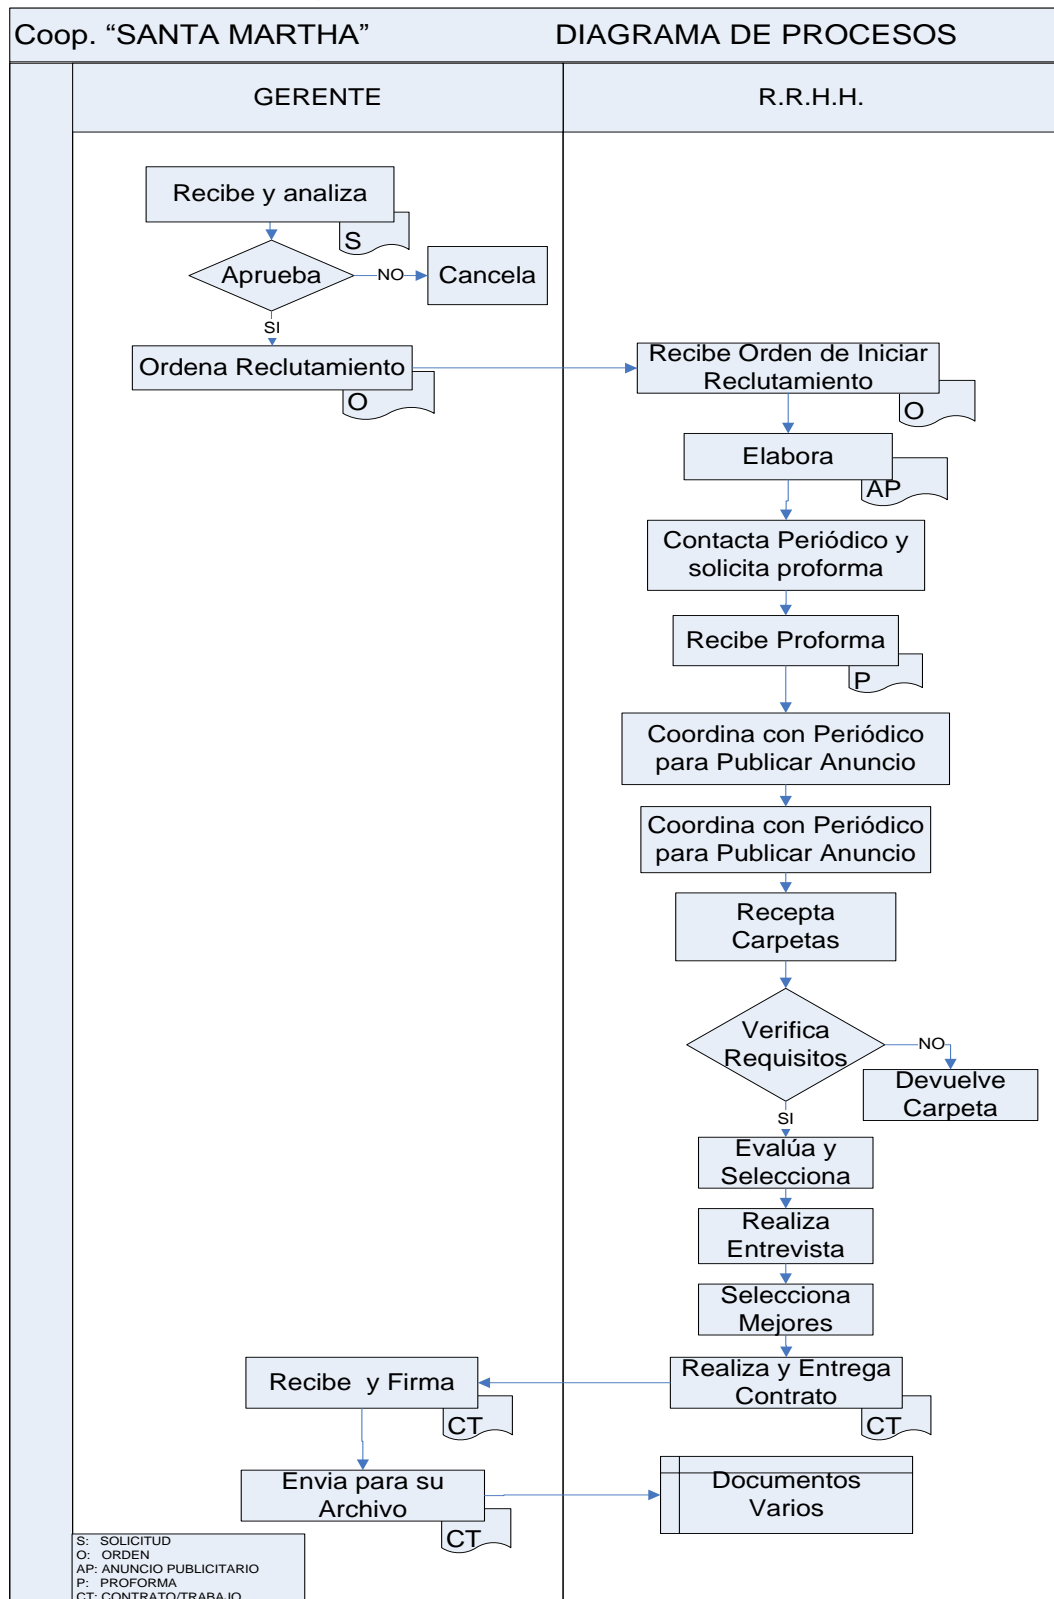 Coop. “SANTA MARTHA”
DIAGRAMA DE PROCESOS
GERENTE
R.R.H.H.
Recibe y analiza
S
Aprueba
NO
Cancela
SI
Ordena Reclutamiento
O
Recibe Orden de Iniciar
Reclutamiento
O
Elabora
AP
Contacta Periódico y
solicita proforma
Recibe Proforma
P
Coordina con Periódico
para Publicar Anuncio
Coordina con Periódico
para Publicar Anuncio
Recepta
Carpetas
Verifica
Requisitos
NO
Devuelve
Carpeta
SI
Evalúa y
Selecciona
Realiza
Entrevista
Selecciona
Mejores
Realiza y Entrega
Contrato
CT
Recibe y Firma
CT
Envia para su
Archivo
CT
Documentos
Varios
S: SOLICITUD
O: ORDEN
AP: ANUNCIO PUBLICITARIO
P: PROFORMA
CT: CONTRATO/TRABAJO